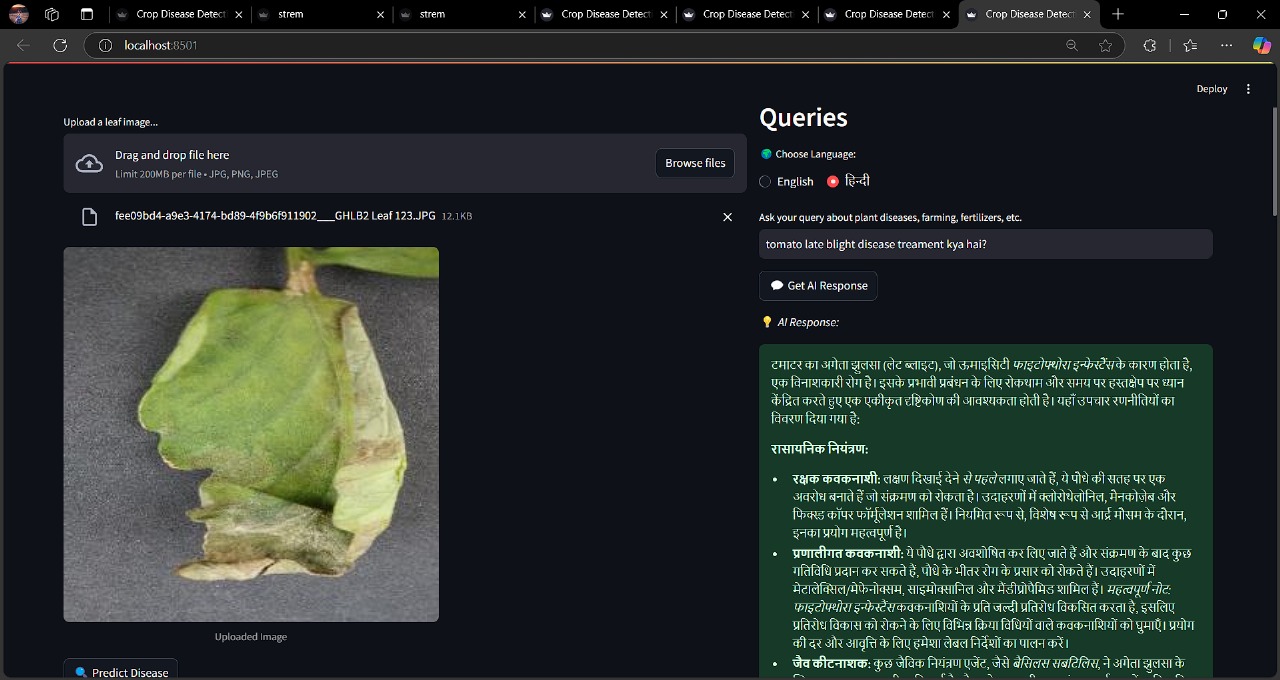 Crop Disease Detect
strem
strem
Crop Disease Detect
Crop Disease Detect
Crop Disease Detect
Crop Disease Detect
localhost:8501
Deploy
Upload a leaf image...
Drag and drop file here
Limit 200MB per file • JPG, PNG, JPEG
Browse files
fee09bd4-a9e3-4174-bd89-4f9b6f911902___GHLB2 Leaf 123.JPG 12.1KB
Uploaded Image
Predict Disease
Queries
Choose Language:
English हिन्दी
Ask your query about plant diseases, farming, fertilizers, etc.
tomato late blight disease treament kya hai?
Get AI Response
AI Response:
टमाटर का अगेता झुलसा (लेट ब्लाइट), जो ऊमाइसिटी फाइटोफ्थोरा इन्फेस्टैंस के कारण होता है,
एक विनाशकारी रोग है। इसके प्रभावी प्रबंधन के लिए रोकथाम और समय पर हस्तक्षेप पर ध्यान
केंद्रित करते हुए एक एकीकृत दृष्टिकोण की आवश्यकता होती है। यहाँ उपचार रणनीतियों का
विवरण दिया गया है:
रासायनिक नियंत्रण:
• रक्षक कवकनाशी: लक्षण दिखाई देने से पहले लगाए जाते हैं, ये पौधे की सतह पर एक
अवरोध बनाते हैं जो संक्रमण को रोकता है। उदाहरणों में क्लोरोथेलोनिल, मैनकोज़ेब और
फिक्स्ड कॉपर फॉर्मूलेशन शामिल हैं। नियमित रूप से, विशेष रूप से आर्द्र मौसम के दौरान,
इनका प्रयोग महत्वपूर्ण है।
• प्रणालीगत कवकनाशी: ये पौधे द्वारा अवशोषित कर लिए जाते हैं और संक्रमण के बाद कुछ
गतिविधि प्रदान कर सकते हैं, पौधे के भीतर रोग के प्रसार को रोकते हैं। उदाहरणों में
मेटालेक्सिल/मेफेनोक्सम, साइमोक्सानिल और मैंडीप्रोपैमिड शामिल हैं। महत्वपूर्ण नोट:
फाइटोफ्थोरा इन्फेस्टैंस कवकनाशियों के प्रति जल्दी प्रतिरोध विकसित करता है, इसलिए
प्रतिरोध विकास को रोकने के लिए विभिन्न क्रिया विधियों वाले कवकनाशियों को घुमाएँ। प्रयोग
की दर और आवृत्ति के लिए हमेशा लेबल निर्देशों का पालन करें।
• जैव कीटनाशक: कुछ जैविक नियंत्रण एजेंट, जैसे बैसिलस सबटिलिस, ने अगेता झुलसा के